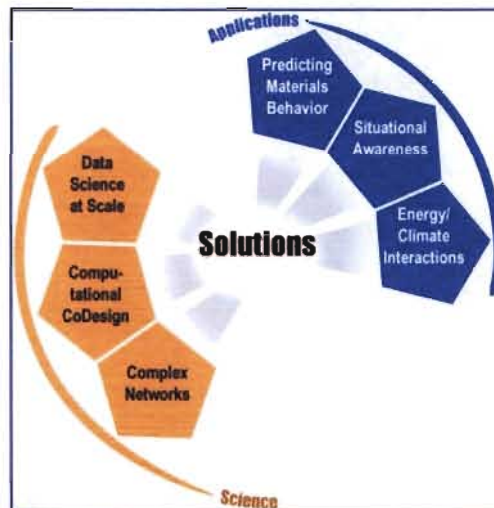 Applications
Predicting
Materials
Behavior
Situational
Awareness
Energy/
Climate
Interactions
Solutions
Data
Science
at Scale
Compu-
tational
CoDesign
Complex
Networks
Science